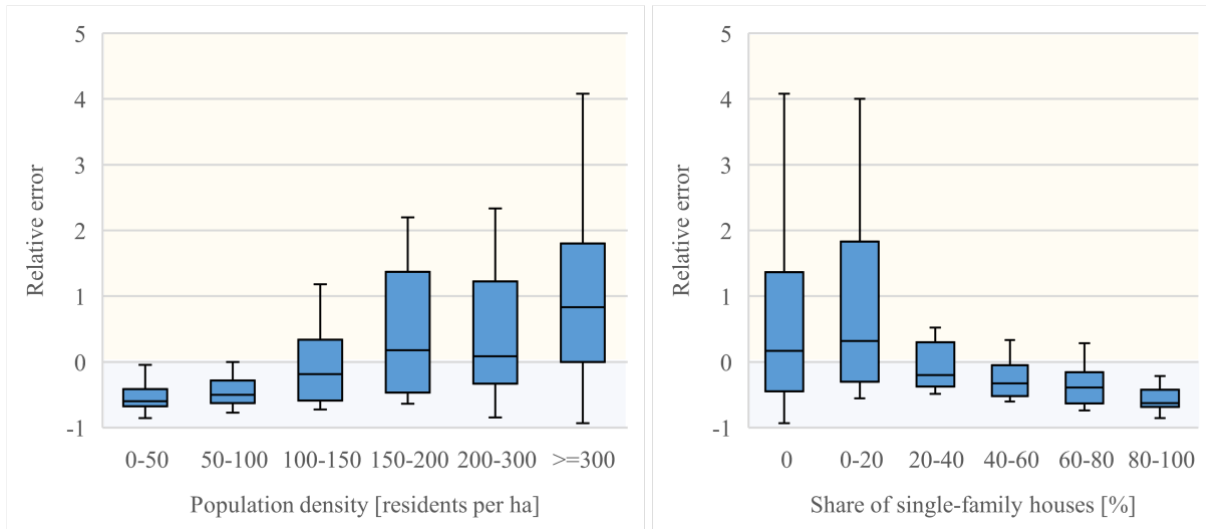 5
4
3
2
1
0
-1
Relative error
0-50 50-100 100-150 150-200 200-300 >=300
Population density [residents per ha]
5
4
3
2
1
0
-1
Relative error
0 0-20 20-40 40-60 60-80 80-100
Share of single-family houses [%]